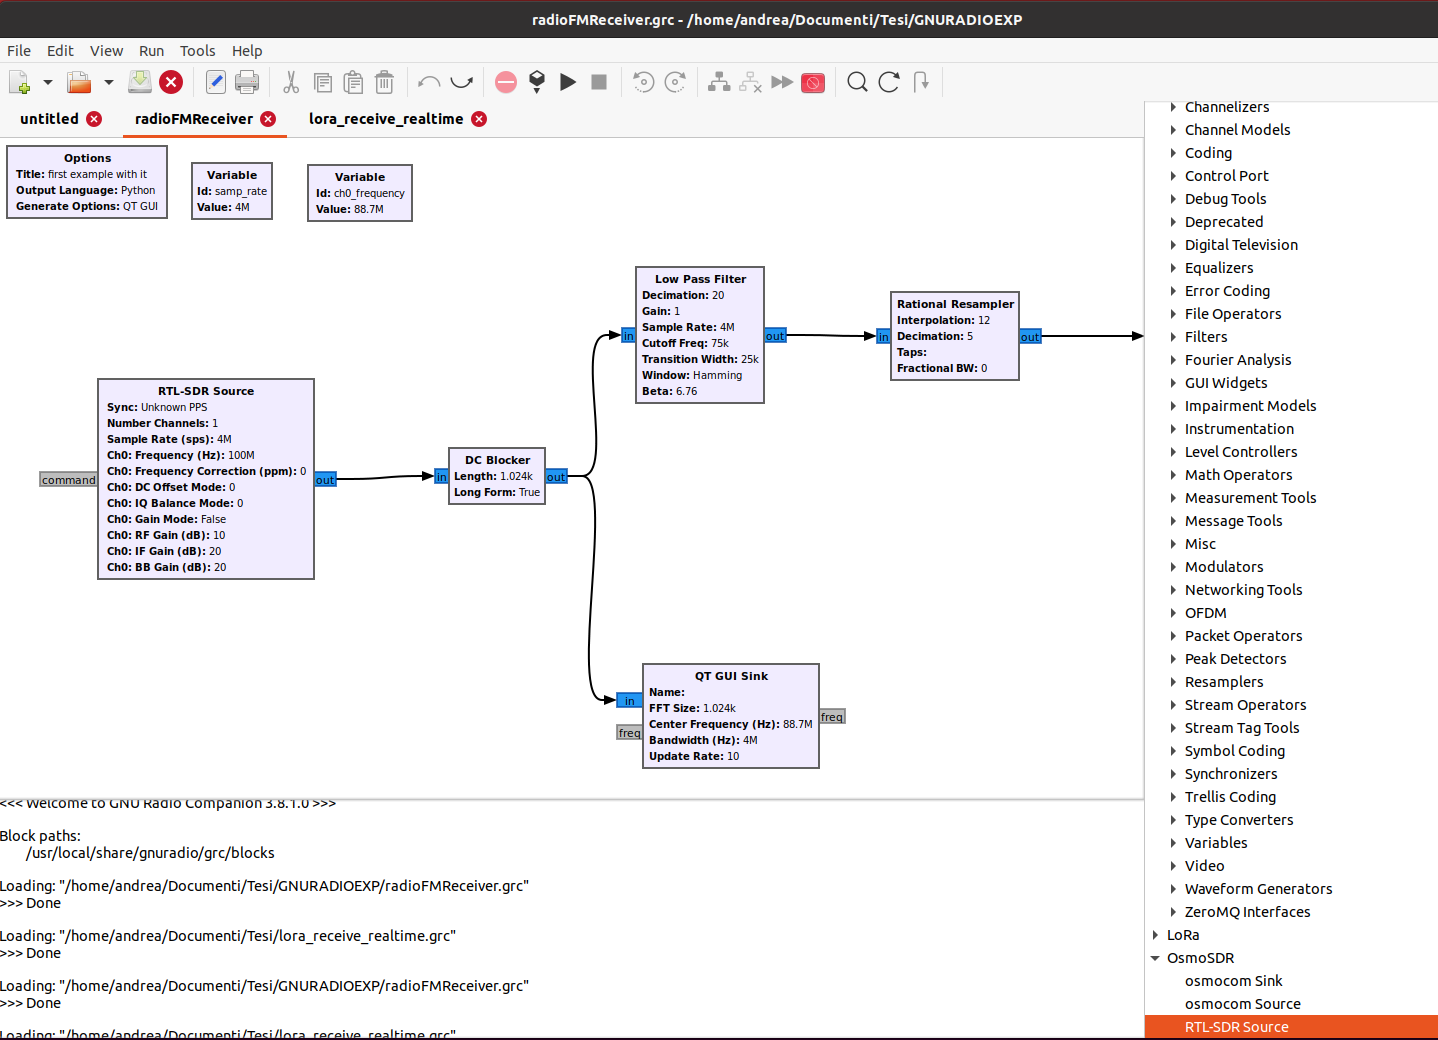 radioFMReceiver.grc - /home/andrea/Documenti/Tesi/GNURADIOEXP
File Edit View Run Tools Help
untitled radioFMReceiver lora_receive_realtime
Options
Title: first example with it
Output Language: Python
Generate Options: QT GUI
Variable
Id: samp_rate
Value: 4M
Variable
Id: ch0_frequency
Value: 88.7M
RTL-SDR Source
Sync: Unknown PPS
Number Channels: 1
Sample Rate (sps): 4M
Ch0: Frequency (Hz): 100M
Ch0: Frequency Correction (ppm): 0
Ch0: DC Offset Mode: 0
Ch0: IQ Balance Mode: 0
Ch0: Gain Mode: False
Ch0: RF Gain (dB): 10
Ch0: IF Gain (dB): 20
Ch0: BB Gain (dB): 20
command
out
DC Blocker
Length: 1.024k
Long Form: True
in
out
Low Pass Filter
Decimation: 20
Gain: 1
Sample Rate: 4M
Cutoff Freq: 75k
Transition Width: 25k
Window: Hamming
Beta: 6.76
in
out
Rational Resampler
Interpolation: 12
Decimation: 5
Taps:
Fractional BW: 0
in
out
QT GUI Sink
Name:
FFT Size: 1.024k
Center Frequency (Hz): 88.7M
Bandwidth (Hz): 4M
Update Rate: 10
in
freq
freq
<<< Welcome to GNU Radio Companion 3.8.1.0 >>>
Block paths:
/usr/local/share/gnuradio/grc/blocks
Loading: "/home/andrea/Documenti/Tesi/GNURADIOEXP/radioFMReceiver.grc"
>>> Done
Loading: "/home/andrea/Documenti/Tesi/lora_receive_realtime.grc"
>>> Done
Loading: "/home/andrea/Documenti/Tesi/GNURADIOEXP/radioFMReceiver.grc"
>>> Done
Loading: "/home/andrea/Documenti/Tesi/lora_receive_realtime.grc"
Channelizers
Channel Models
Coding
Control Port
Debug Tools
Deprecated
Digital Television
Equalizers
Error Coding
File Operators
Filters
Fourier Analysis
GUI Widgets
Impairment Models
Instrumentation
Level Controllers
Math Operators
Measurement Tools
Message Tools
Misc
Modulators
Networking Tools
OFDM
Packet Operators
Peak Detectors
Resamplers
Stream Operators
Stream Tag Tools
Symbol Coding
Synchronizers
Trellis Coding
Type Converters
Variables
Video
Waveform Generators
ZeroMQ Interfaces
LoRa
OsmoSDR
osmocom Sink
osmocom Source
RTL-SDR Source